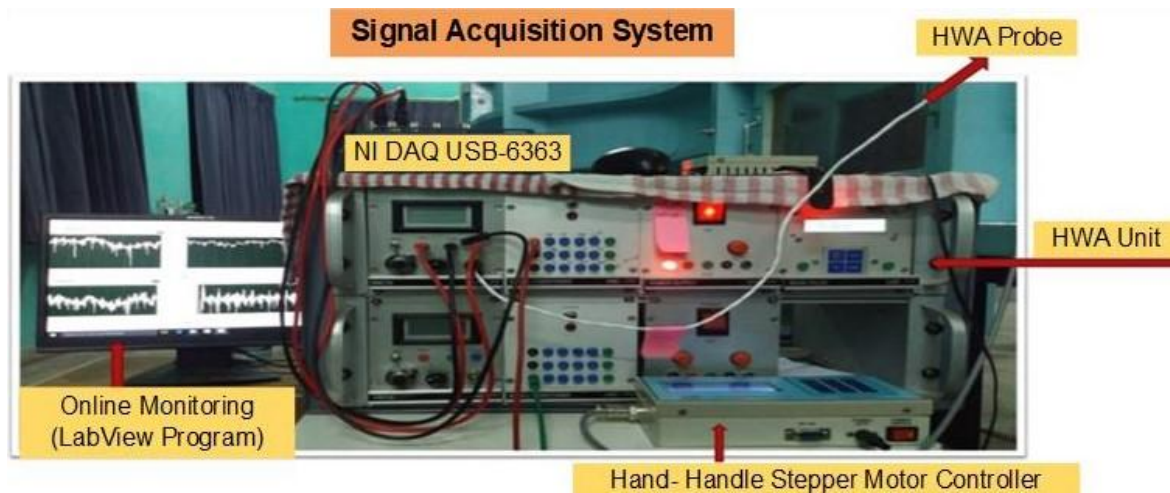 Signal Acquisition System
HWA Probe
NI DAQ USB-6363
HWA Unit
Online Monitoring
(LabView Program)
Hand- Handle Stepper Motor Controller